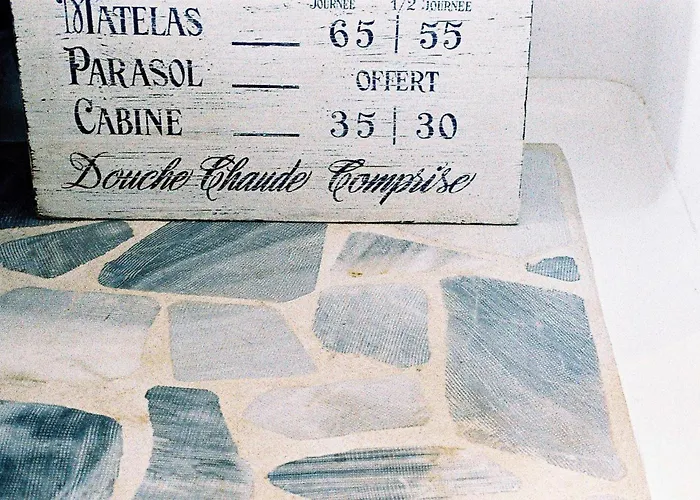 JOURNÉE 1/2 JOURNÉE
MATELAS 65 | 55
PARASOL OFFERT
CABINE 35 | 30
Douche Chaude Comprise